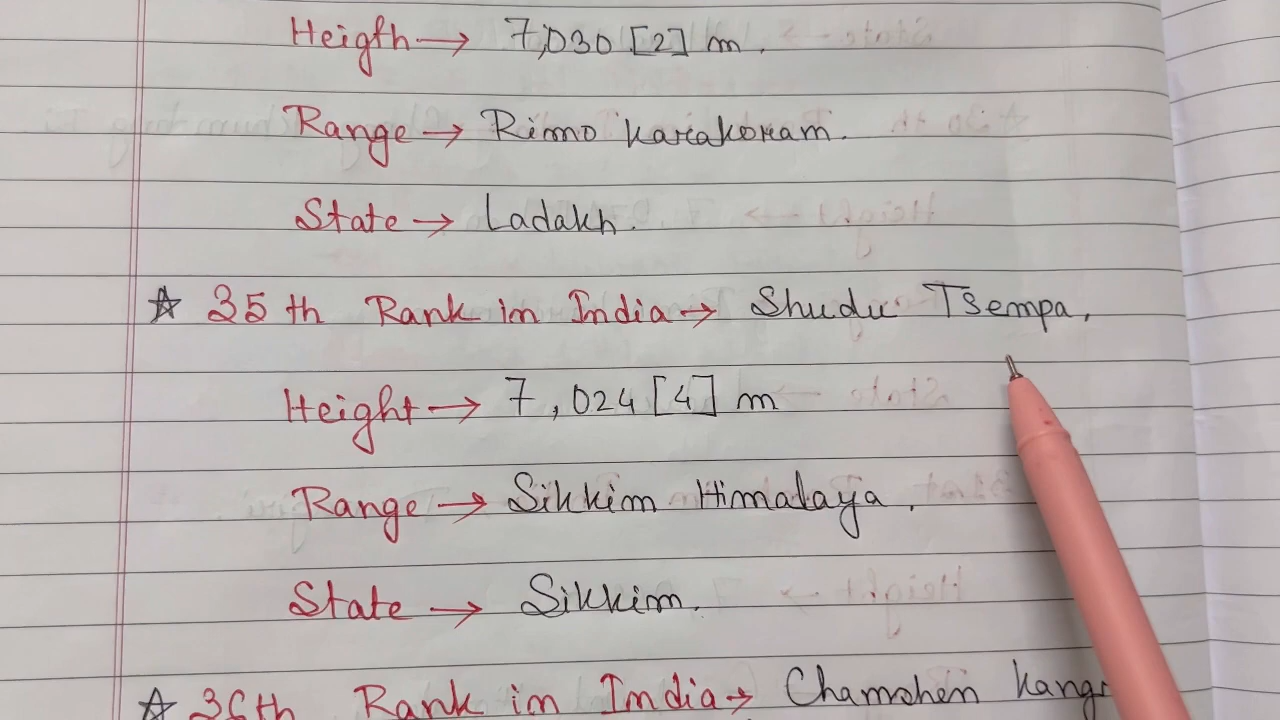 Heigth → 7,030 [2] m.
Range → Rimo Karakoram.
State → Ladakh.
☆ 35 th Rank in India → Shudu Tsempa,
Height → 7,024 [4] m
Range → Sikkim Himalaya,
State → Sikkim.
☆ 36th Rank in India → Chamshen Kangr